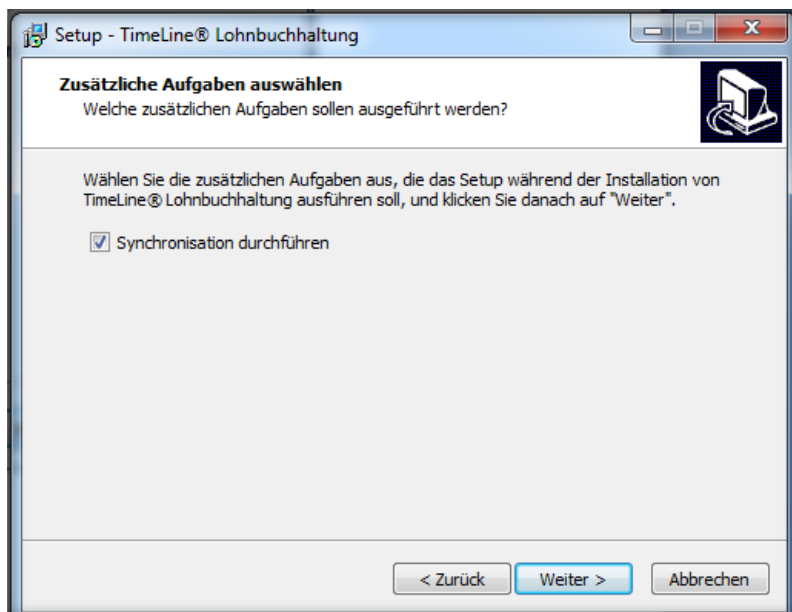 Setup - TimeLine® Lohnbuchhaltung
Zusätzliche Aufgaben auswählen
Welche zusätzlichen Aufgaben sollen ausgeführt werden?
Wählen Sie die zusätzlichen Aufgaben aus, die das Setup während der Installation von
TimeLine® Lohnbuchhaltung ausführen soll, und klicken Sie danach auf "Weiter".
Synchronisation durchführen
< Zurück Weiter > Abbrechen